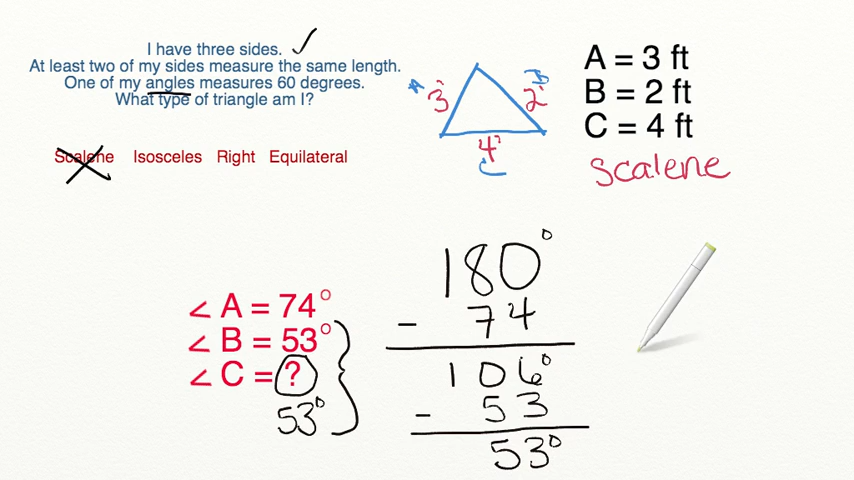 I have three sides.
At least two of my sides measure the same length.
One of my angles measures 60 degrees.
What type of triangle am I?
Scalene Isosceles Right Equilateral
A
3'
B
2'
4'
C
A = 3 ft
B = 2 ft
C = 4 ft
Scalene
∠ A = 74°
∠ B = 53°
∠ C = ?
53°
180°
- 74
106°
- 53
53°